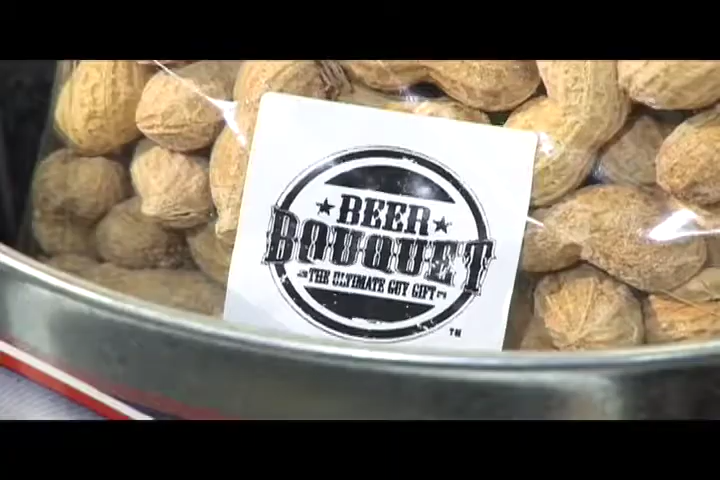 BEER
BOUQUET
THE ULTIMATE GUY GIFT
™